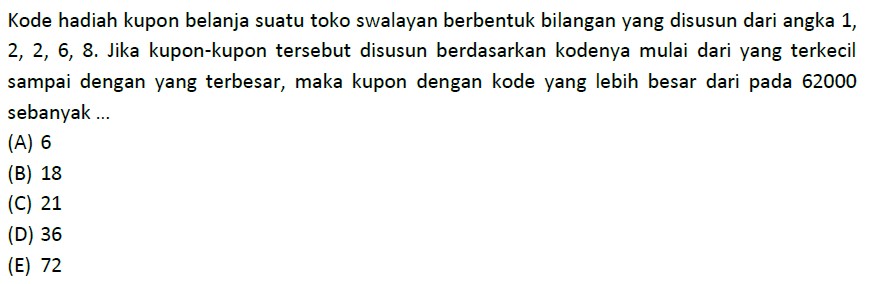 Kode hadiah kupon belanja suatu toko swalayan berbentuk bilangan yang disusun dari angka 1,
2, 2, 6, 8. Jika kupon-kupon tersebut disusun berdasarkan kodenya mulai dari yang terkecil
sampai dengan yang terbesar, maka kupon dengan kode yang lebih besar dari pada 62000
sebanyak ...
(A) 6
(B) 18
(C) 21
(D) 36
(E) 72